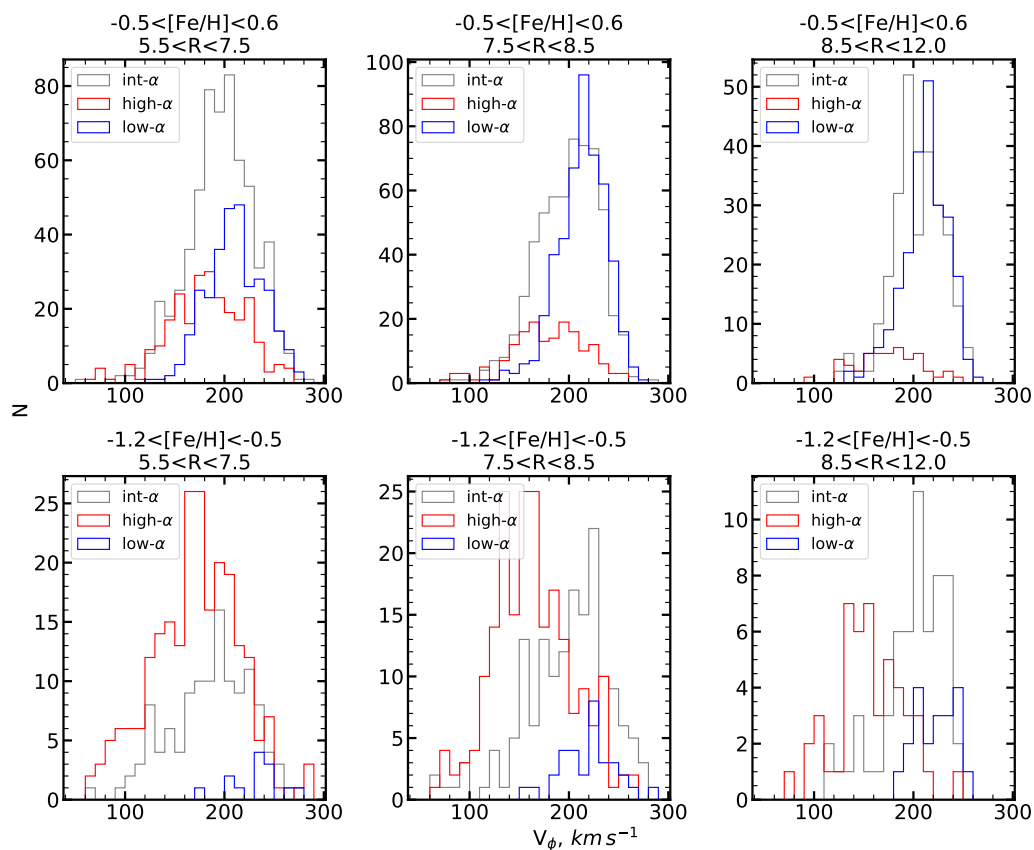 -0.5<[Fe/H]<0.6
5.5<R<7.5
-0.5<[Fe/H]<0.6
7.5<R<8.5
-0.5<[Fe/H]<0.6
8.5<R<12.0
int-α
high-α
low-α
int-α
high-α
low-α
int-α
high-α
low-α
80
60
40
20
0
100
80
60
40
20
0
50
40
30
20
10
0
100 200 300
100 200 300
100 200 300
N
-1.2<[Fe/H]<-0.5
5.5<R<7.5
-1.2<[Fe/H]<-0.5
7.5<R<8.5
-1.2<[Fe/H]<-0.5
8.5<R<12.0
int-α
high-α
low-α
int-α
high-α
low-α
int-α
high-α
low-α
25
20
15
10
5
0
25
20
15
10
5
0
10
8
6
4
2
0
100 200 300
100 200 300
100 200 300
V_ϕ, km s⁻¹